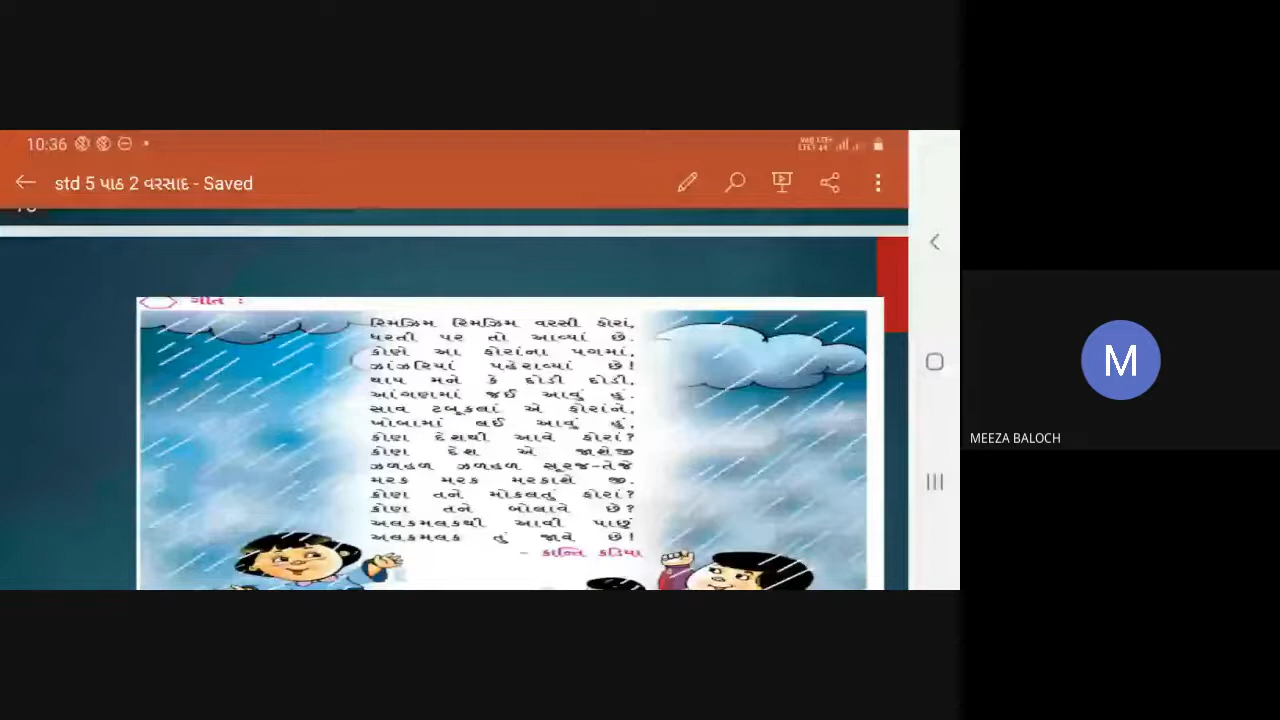 10:36
std 5 પાઠ 2 વરસાદ - Saved
ગીત :
રિમઝિમ રિમઝિમ વરસી ફોરાં,
ધરતી પર તો આવ્યાં છે.
કોણે આ ફોરાંના પગમાં,
ઝાંઝરિયાં પહેરાવ્યાં છે!
થાય મને કે દોડી દોડી,
આંગણામાં જઈ આવું હું.
સાવ ટબૂકલાં એ ફોરાંને,
ખોબામાં લઈ આવું હું,
કોણ દેશથી આવે ફોરાં?
કોણ દેશ એ જાશેજી
ઝળહળ ઝળહળ સૂરજ-તેજે
મરક મરક મરકાશે જી.
કોણ તને મોકલતું ફોરાં?
કોણ તને બોલાવે છે?
અલકમલકથી આવી પાછું
અલકમલક તું જાવે છે!
- કાન્તિ કડિયા
M
MEEZA BALOCH